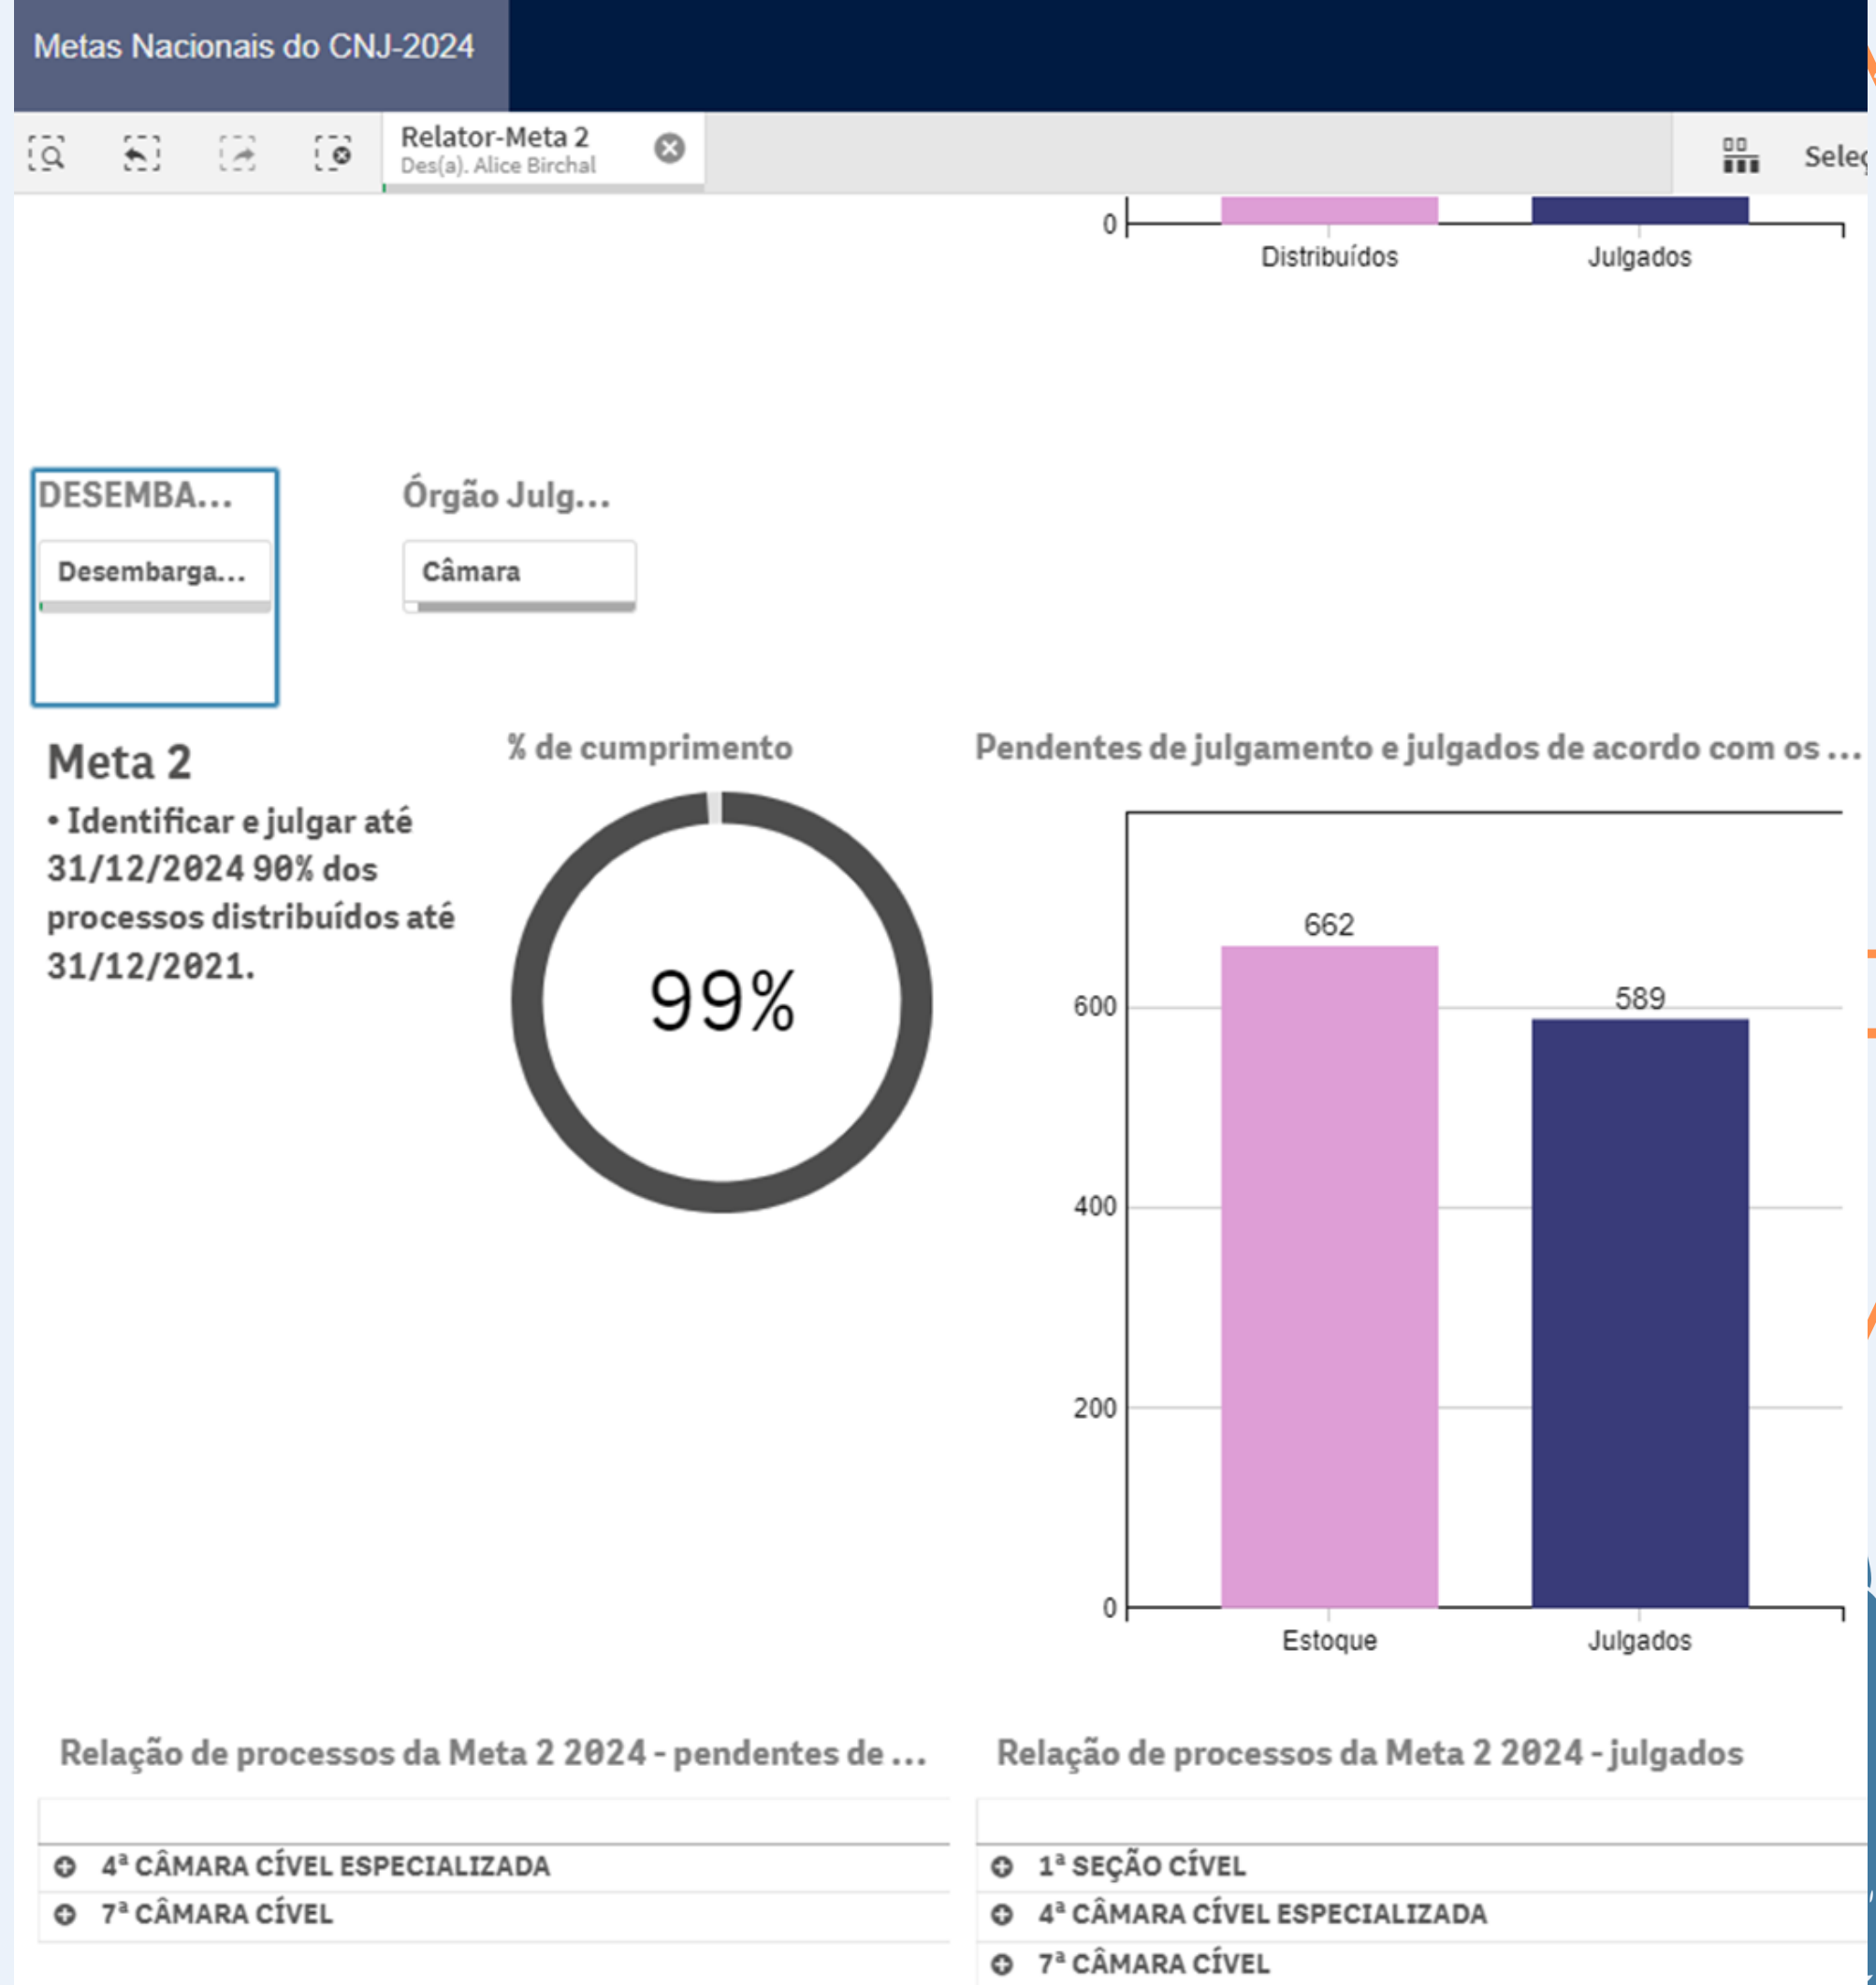 Metas Nacionais do CNJ-2024
Relator-Meta 2
Des(a). Alice Birchal
0
Distribuídos
Julgados
DESEMBA...
Órgão Julg...
Desembarga...
Câmara
Meta 2
• Identificar e julgar até
31/12/2024 90% dos
processos distribuídos até
31/12/2021.
% de cumprimento
99%
Pendentes de julgamento e julgados de acordo com os ...
662
589
600
400
200
0
Estoque
Julgados
Relação de processos da Meta 2 2024 - pendentes de ...
4ª CÂMARA CÍVEL ESPECIALIZADA
7ª CÂMARA CÍVEL
Relação de processos da Meta 2 2024 - julgados
1ª SEÇÃO CÍVEL
4ª CÂMARA CÍVEL ESPECIALIZADA
7ª CÂMARA CÍVEL